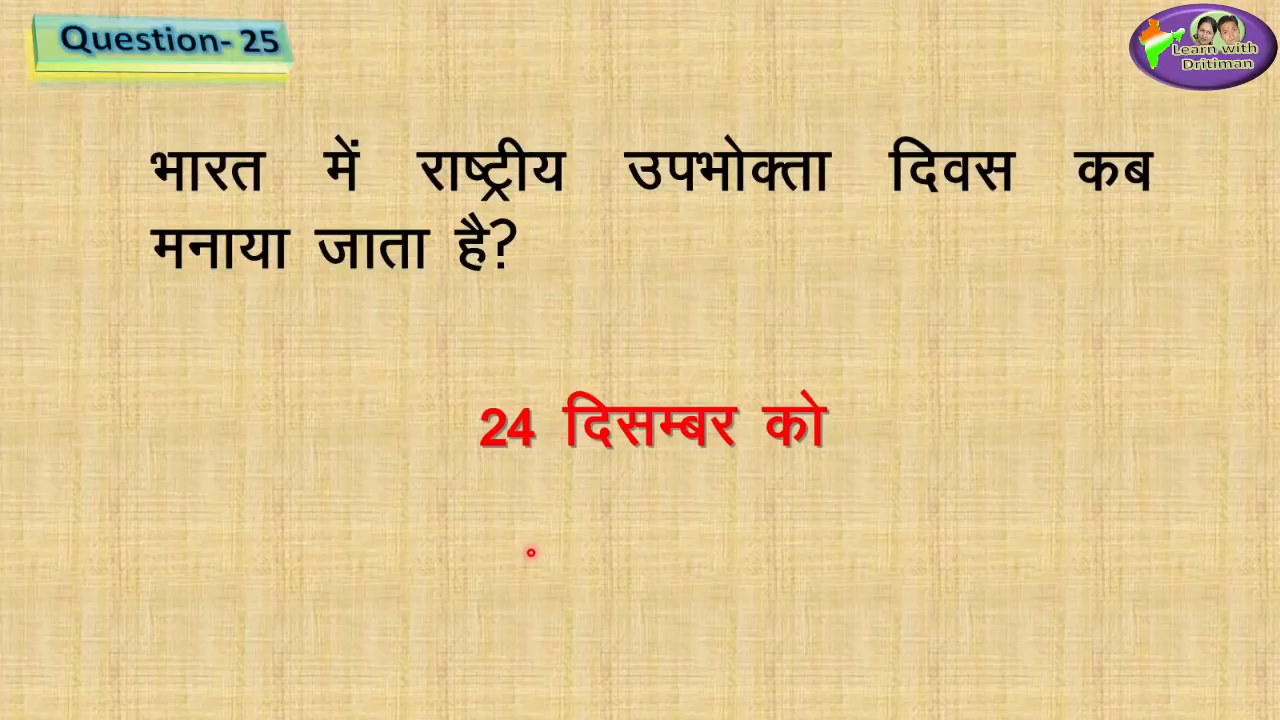 Question- 25
Learn with
Dritiman
भारत में राष्ट्रीय उपभोक्ता दिवस कब
मनाया जाता है?
24 दिसम्बर को